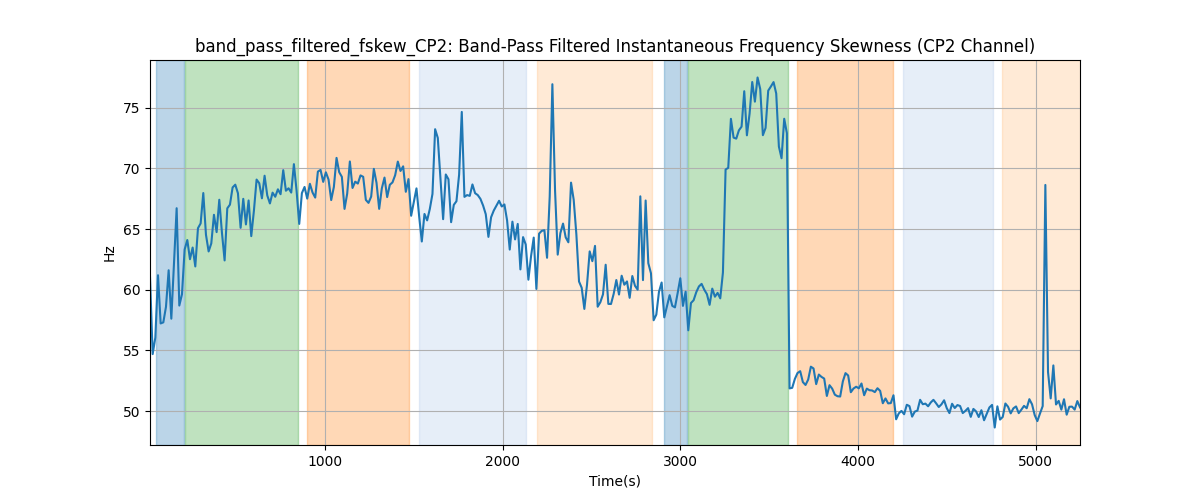 band_pass_filtered_fskew_CP2: Band-Pass Filtered Instantaneous Frequency Skewness (CP2 Channel)
75
70
65
60
55
50
Hz
1000 2000 3000 4000 5000
Time(s)